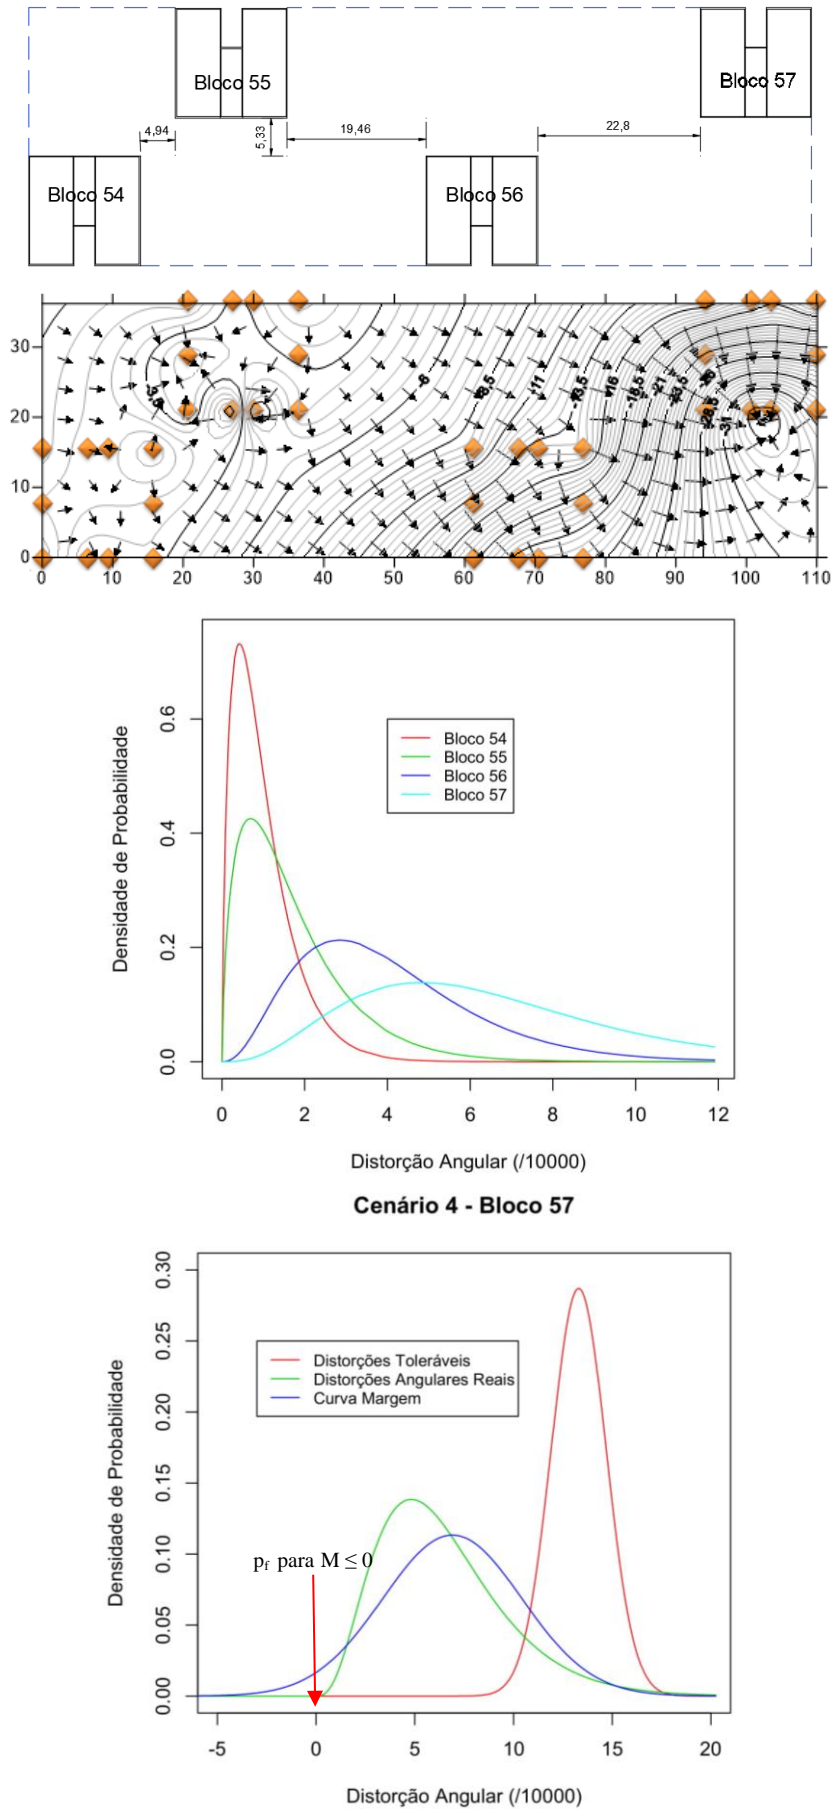 Bloco 55
Bloco 57
4,94
5,33
19,46
22,8
Bloco 54
Bloco 56
30
20
10
0
-8
-11
-13,5
-16
-18,5
-21
-31
0 10 20 30 40 50 60 70 80 90 100 110
Densidade de Probabilidade
0.6
0.4
0.2
0.0
Bloco 54
Bloco 55
Bloco 56
Bloco 57
0 2 4 6 8 10 12
Distorção Angular (/10000)
Cenário 4 - Bloco 57
Densidade de Probabilidade
0.30
0.25
0.20
0.15
0.10
0.05
0.00
Distorções Toleráveis
Distorções Angulares Reais
Curva Margem
pf para M ≤ 0
-5 0 5 10 15 20
Distorção Angular (/10000)